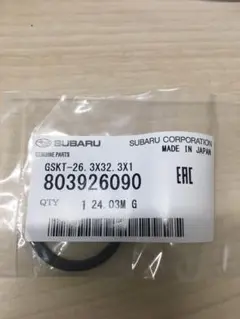 SUBARU
SUBARU CORPORATION
GENUINE PARTS
MADE IN JAPAN
GSKT-26.3X32.3X1
803926090
EAC
QTY 1 24.03M G